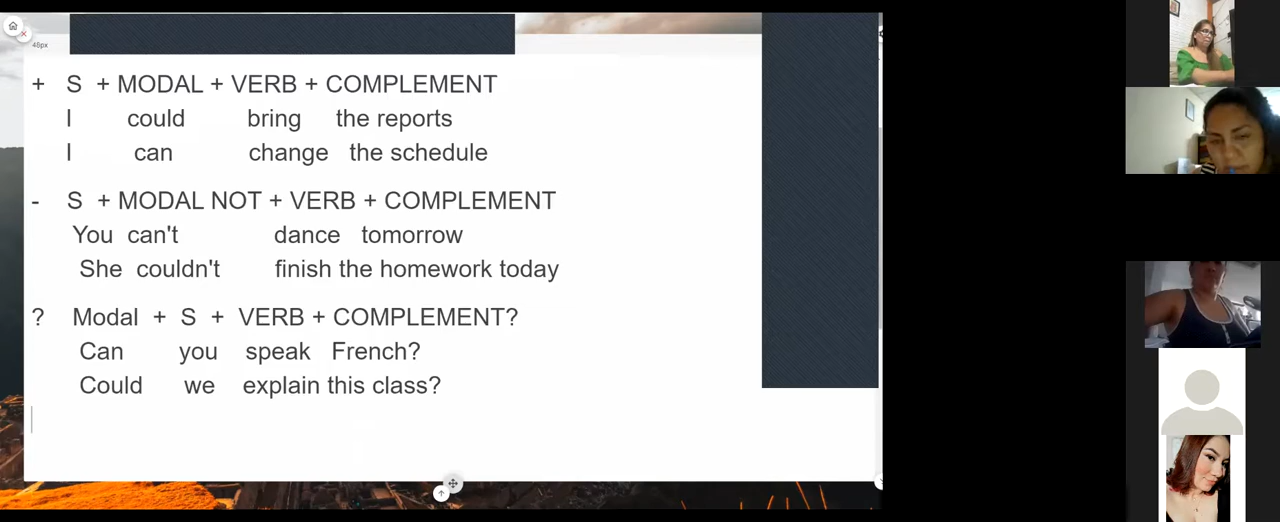 46px
+ S + MODAL + VERB + COMPLEMENT
I could bring the reports
I can change the schedule
- S + MODAL NOT + VERB + COMPLEMENT
You can't dance tomorrow
She couldn't finish the homework today
? Modal + S + VERB + COMPLEMENT?
Can you speak French?
Could we explain this class?